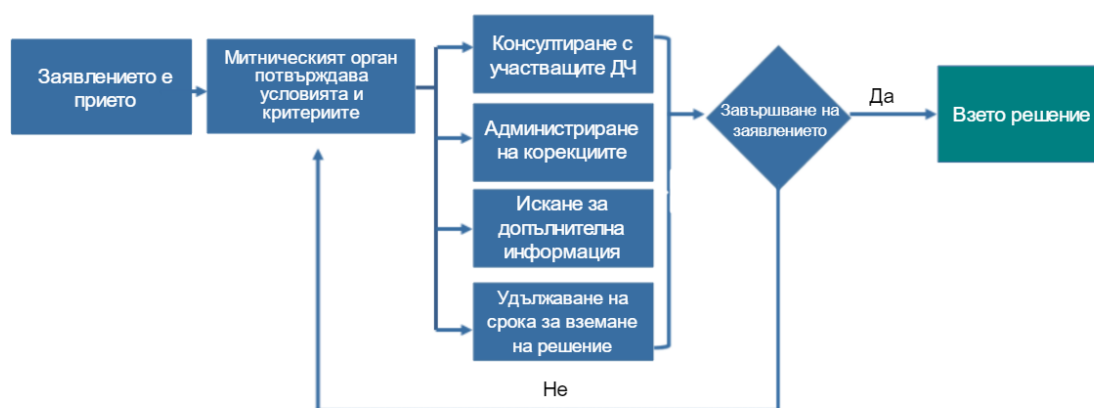 Заявлението е
прието
Митническият орган
потвърждава
условията и
критериите
Консултиране с
участващите ДЧ
Администриране
на корекциите
Искане за
допълнителна
информация
Удължаване на
срока за вземане
на решение
Завършване на
заявлението
Да
Взето решение
Не